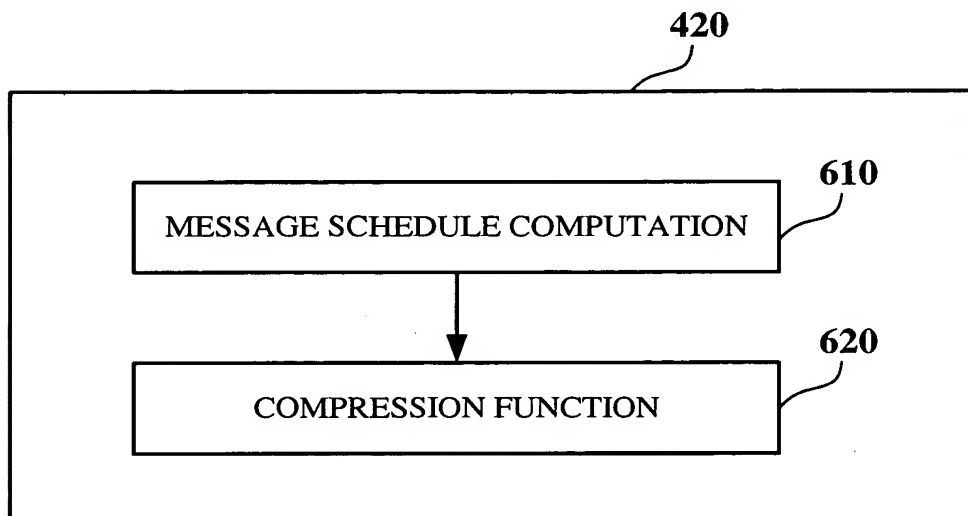 420
610
MESSAGE SCHEDULE COMPUTATION
620
COMPRESSION FUNCTION